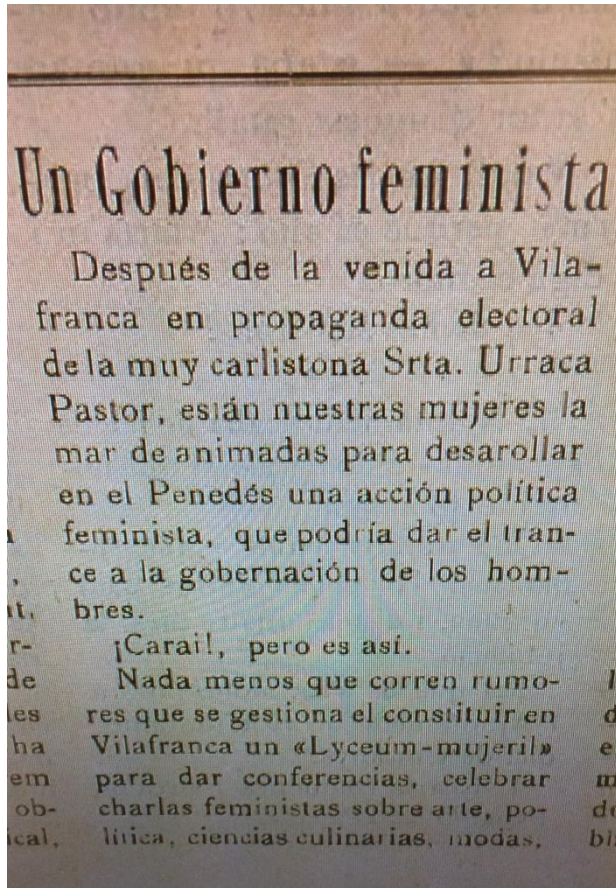 Un Gobierno feminista
Después de la venida a Vila-
franca en propaganda electoral
de la muy carlistona Srta. Urraca
Pastor, están nuestras mujeres la
mar de animadas para desarollar
en el Penedés una acción política
feminista, que podría dar el tran-
ce a la gobernación de los hom-
bres.
¡Carai!, pero es así.
Nada menos que corren rumo-
res que se gestiona el constituir en
Vilafranca un «Lyceum-mujeril»
para dar conferencias, celebrar
charlas feministas sobre arte, po-
lítica, ciencias culinarias, modas,